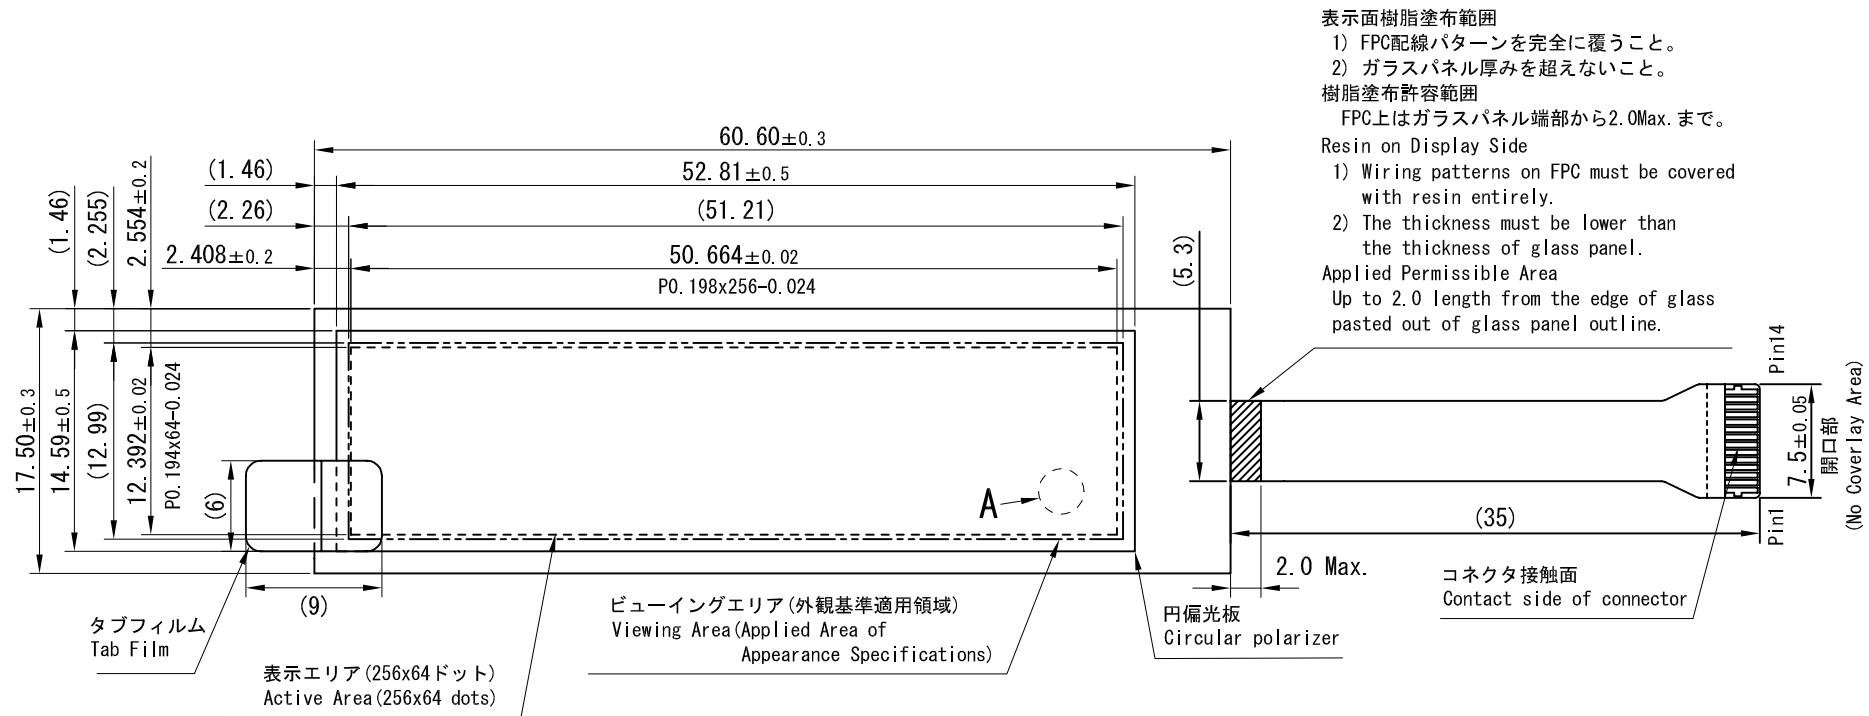 表示面樹脂塗布範囲
1) FPC配線パターンを完全に覆うこと。
2) ガラスパネル厚みを超えないこと。
樹脂塗布許容範囲
FPC上はガラスパネル端部から2.0Max.まで。
Resin on Display Side
1) Wiring patterns on FPC must be covered
with resin entirely.
2) The thickness must be lower than
the thickness of glass panel.
Applied Permissible Area
Up to 2.0 length from the edge of glass
pasted out of glass panel outline.
60.60±0.3
(1.46)
52.81±0.5
(2.26)
(51.21)
2.408±0.2
50.664±0.02
P0.198x256-0.024
(1.46)
(2.255)
2.554±0.2
17.50±0.3
14.59±0.5
(12.99)
12.392±0.02
P0.194x64-0.024
(6)
(9)
A
(5.3)
(35)
2.0 Max.
Pin14
Pin1
7.5±0.05
開口部
(No Coverlay Area)
タブフィルム
Tab Film
表示エリア(256x64ドット)
Active Area(256x64 dots)
ビューイングエリア(外観基準適用領域)
Viewing Area(Applied Area of
Appearance Specifications)
円偏光板
Circular polarizer
コネクタ接触面
Contact side of connector